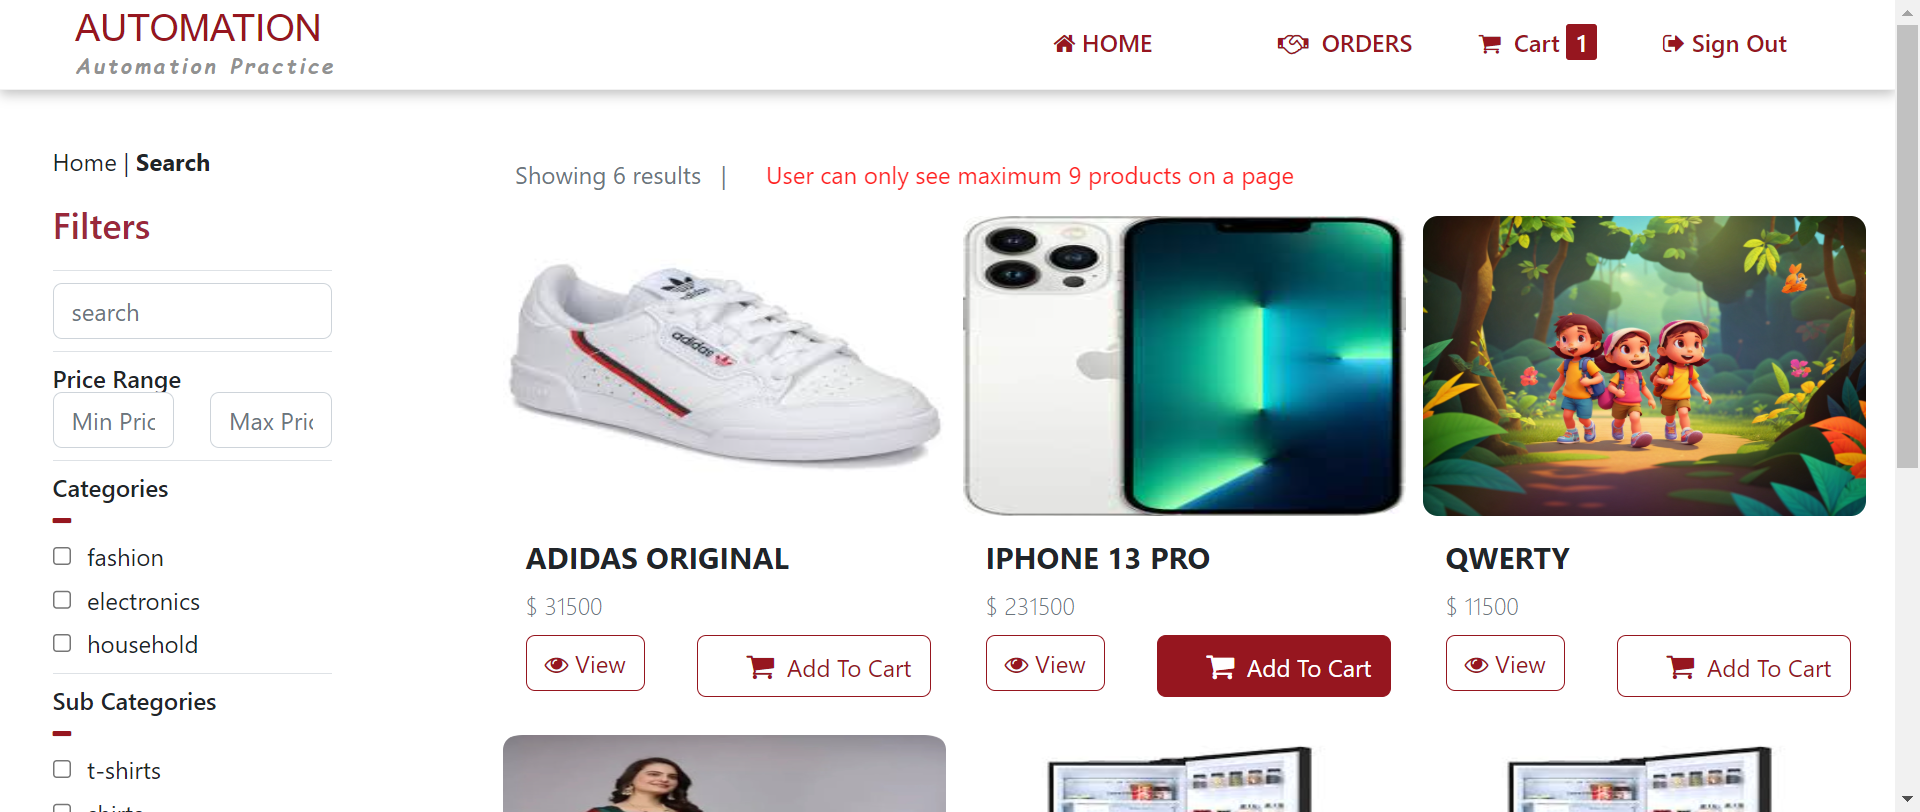 AUTOMATION
Automation Practice
HOME
ORDERS
Cart 1
Sign Out
Home | Search
Showing 6 results |
User can only see maximum 9 products on a page
Filters
search
Price Range
Min Pric
Max Pric
Categories
fashion
electronics
household
Sub Categories
t-shirts
shirts
adidas
ADIDAS ORIGINAL
$ 31500
View
Add To Cart
IPHONE 13 PRO
$ 231500
View
Add To Cart
QWERTY
$ 11500
View
Add To Cart